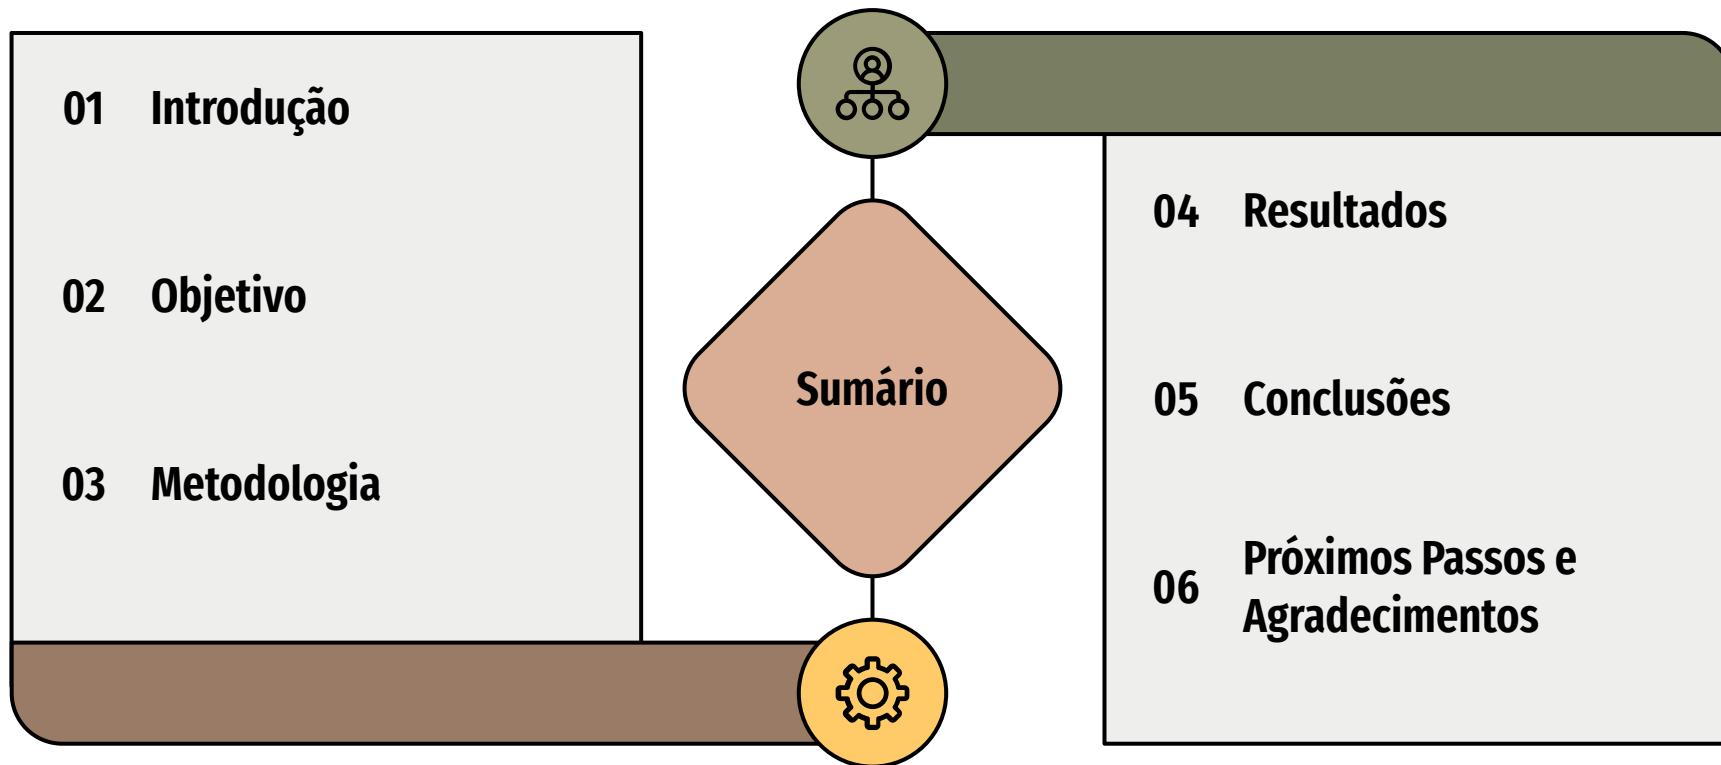 01 Introdução
02 Objetivo
03 Metodologia
Sumário
04 Resultados
05 Conclusões
06 Próximos Passos e
Agradecimentos